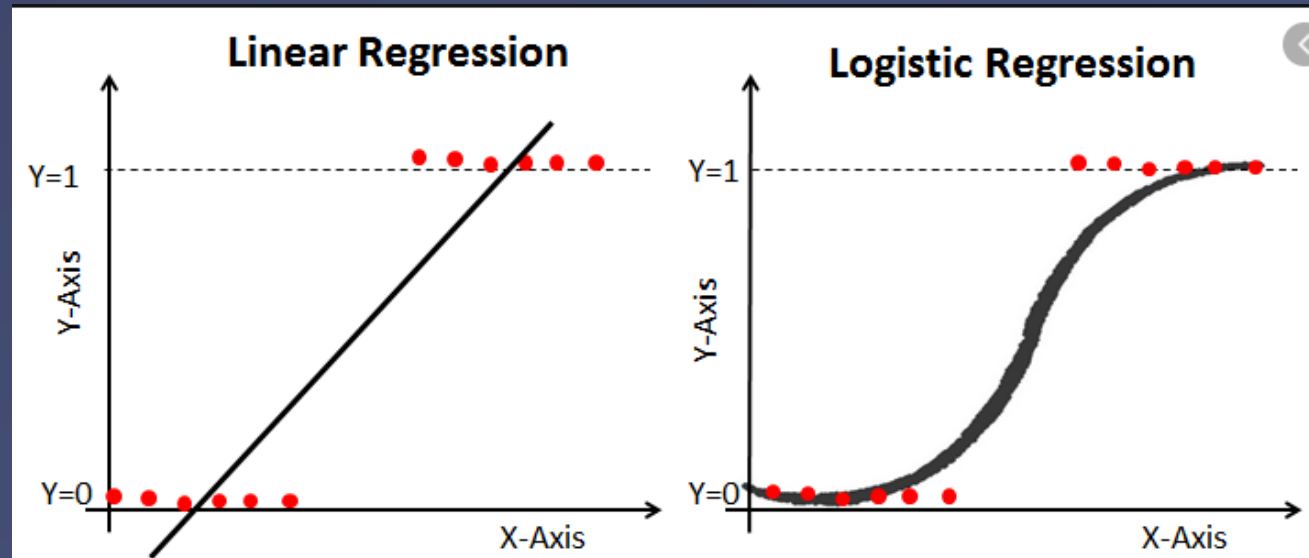 Linear Regression
Y=1
Y-Axis
Y=0
X-Axis
Logistic Regression
Y=1
Y-Axis
Y=0
X-Axis